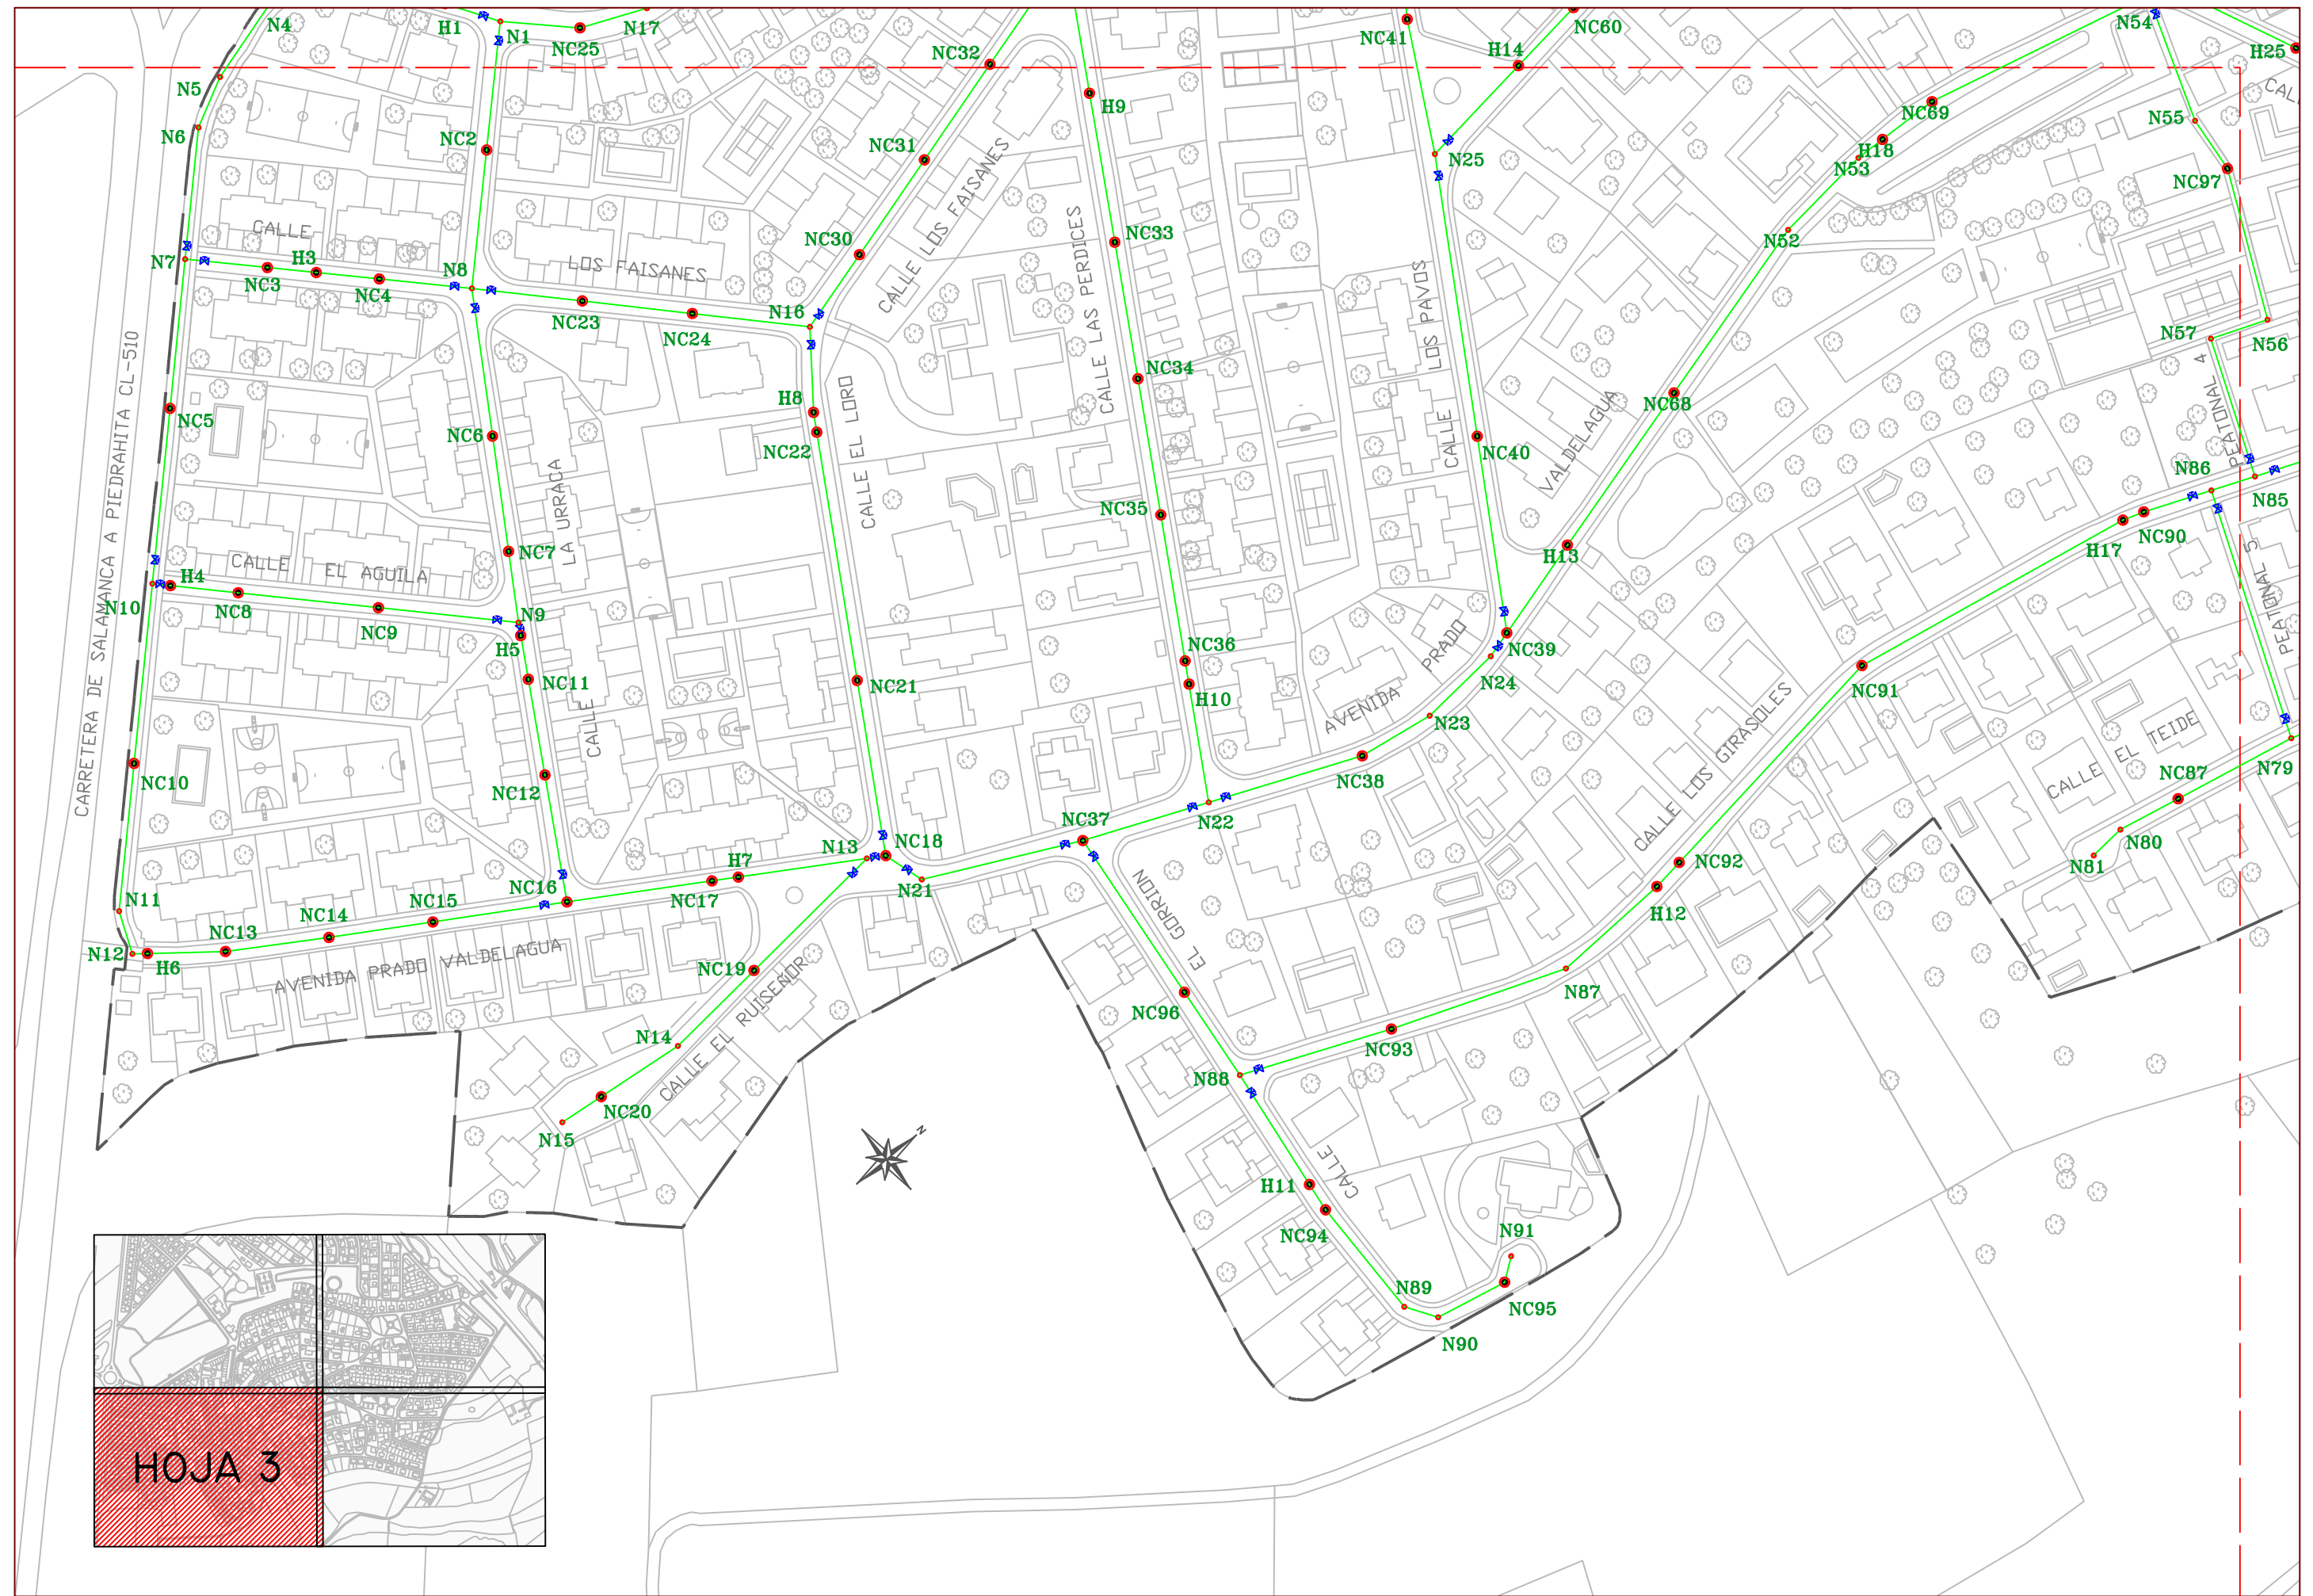 N4
H1
N1
NC25
N17
NC32
NC41
H14
NC60
N54
H25
N5
N6
NC2
NC31
H9
N25
NC69
H18
N53
N55
NC97
CALLE
H3
N7
NC3
NC4
N8
LOS FAISANES
NC30
CALLE LOS FAISANES
NC33
N52
NC23
NC24
N16
CALLE LAS PERDICES
LOS PAVOS
CALLE
N57
N56
PEATONAL 4
NC5
NC6
H8
NC22
CALLE EL LORO
NC34
NC40
NC68
VALDELAGUA
PRADO
AVENIDA
CARRETERA DE SALAMANCA A PIEDRAHITA CL-510
LA URRACA
CALLE
NC7
NC35
H13
N86
N85
NC90
H17
PEATONAL 5
CALLE
EL AGUILA
H4
N10
NC8
NC9
N9
H5
NC11
NC21
NC36
H10
NC39
N24
N23
NC38
NC91
CALLE LOS GIRASOLES
CALLE EL TEIDE
N79
NC87
N80
N81
NC10
NC12
N13
NC18
NC37
N22
N21
H7
NC17
NC16
NC15
NC14
NC13
N11
N12
H6
AVENIDA PRADO VALDELAGUA
NC92
H12
NC19
CALLE EL RUISEÑOR
N14
NC20
N15
EL GORRION
CALLE
NC96
N87
NC93
N88
N
H11
NC94
N91
N89
NC95
N90
HOJA 3